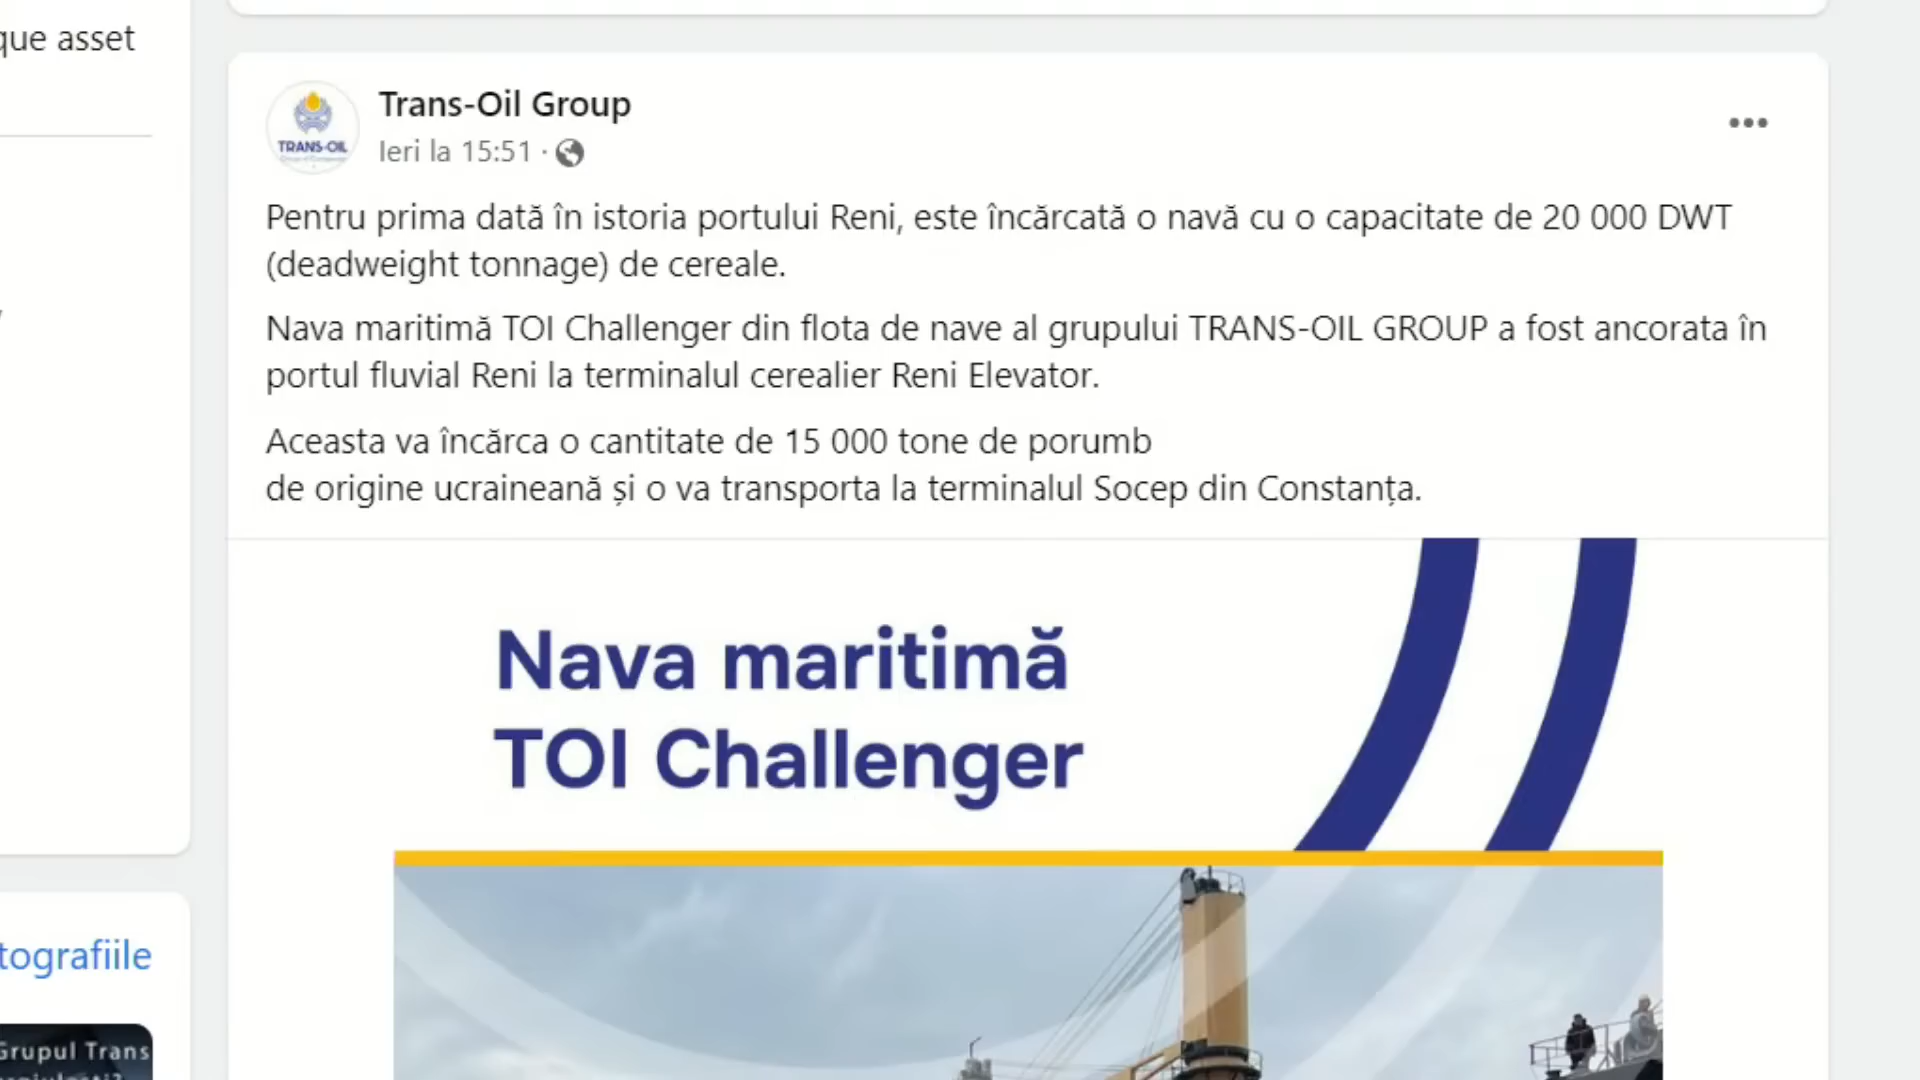 que asset
Trans-Oil Group
Ieri la 15:51 ·
TRANS-OIL
Pentru prima dată în istoria portului Reni, este încărcată o navă cu o capacitate de 20 000 DWT
(deadweight tonnage) de cereale.
Nava maritimă TOI Challenger din flota de nave al grupului TRANS-OIL GROUP a fost ancorata în
portul fluvial Reni la terminalul cerealier Reni Elevator.
Aceasta va încărca o cantitate de 15 000 tone de porumb
de origine ucraineană și o va transporta la terminalul Socep din Constanța.
Nava maritimă
TOI Challenger
tografiile
Grupul Trans